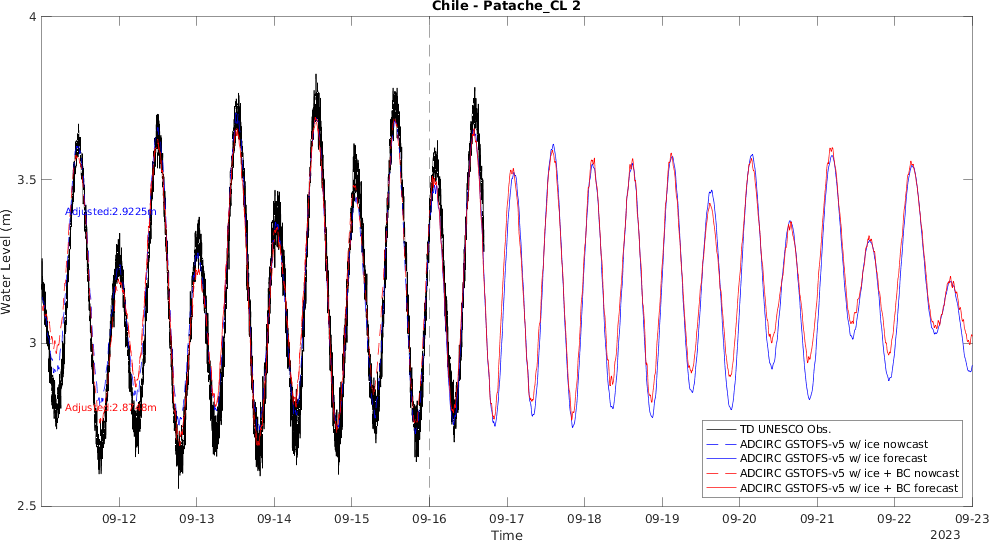 Chile - Patache_CL 2
4
3.5
3
2.5
Water Level (m)
Adjusted:2.9225m
TD UNESCO Obs.
ADCIRC GSTOFS-v5 w/ ice nowcast
ADCIRC GSTOFS-v5 w/ ice forecast
ADCIRC GSTOFS-v5 w/ ice + BC nowcast
ADCIRC GSTOFS-v5 w/ ice + BC forecast
09-12 09-13 09-14 09-15 09-16 09-17 09-18 09-19 09-20 09-21 09-22 09-23
Time
2023